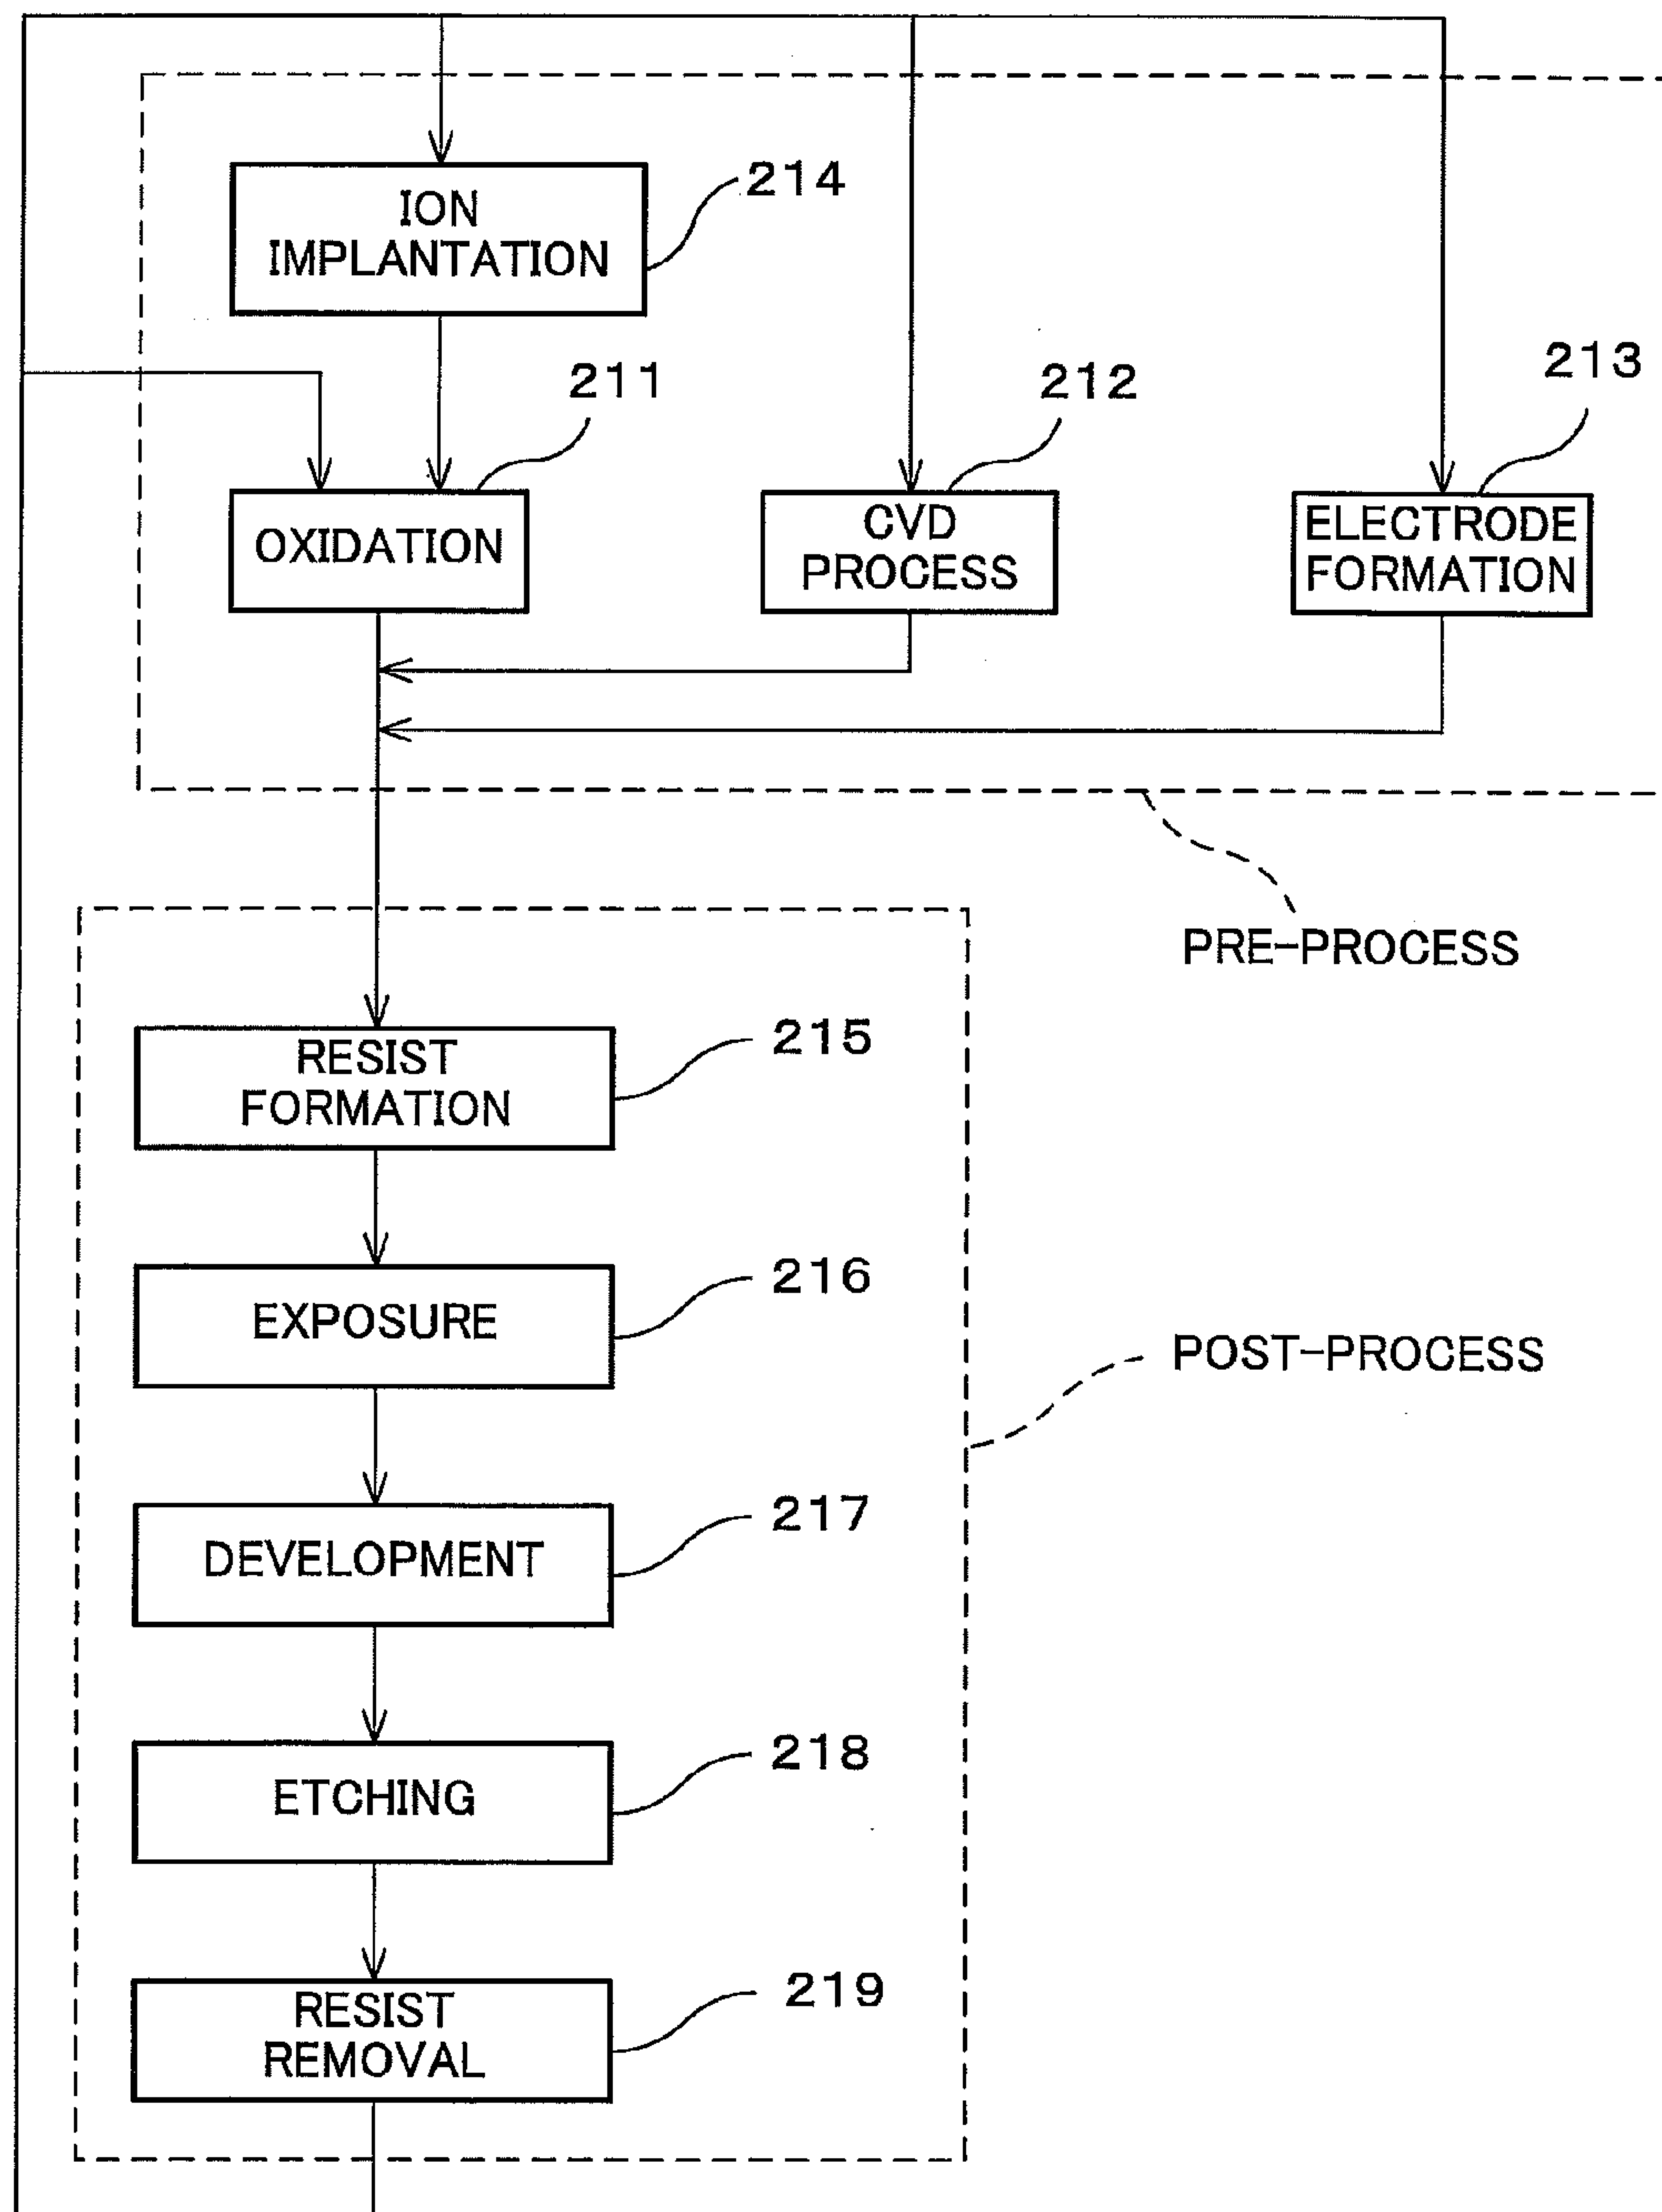 ION
IMPLANTATION
214
211
212
213
OXIDATION
CVD
PROCESS
ELECTRODE
FORMATION
PRE-PROCESS
RESIST
FORMATION
215
EXPOSURE
216
POST-PROCESS
DEVELOPMENT
217
ETCHING
218
RESIST
REMOVAL
219